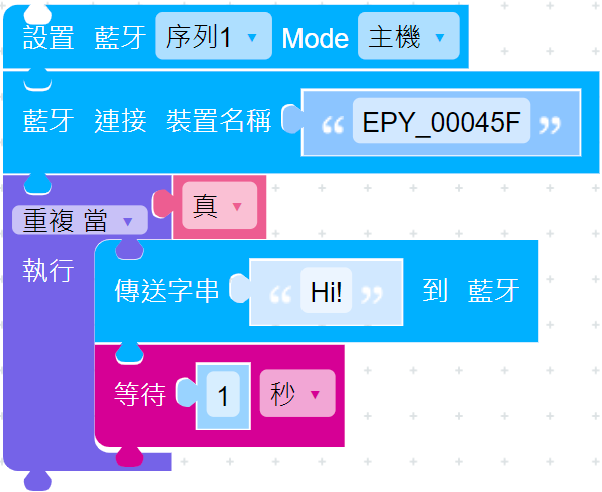 設置 藍牙 序列1 Mode 主機
藍牙 連接 裝置名稱 “ EPY_00045F ”
重複 當 真
執行
傳送字串 “ Hi! ” 到 藍牙
等待 1 秒